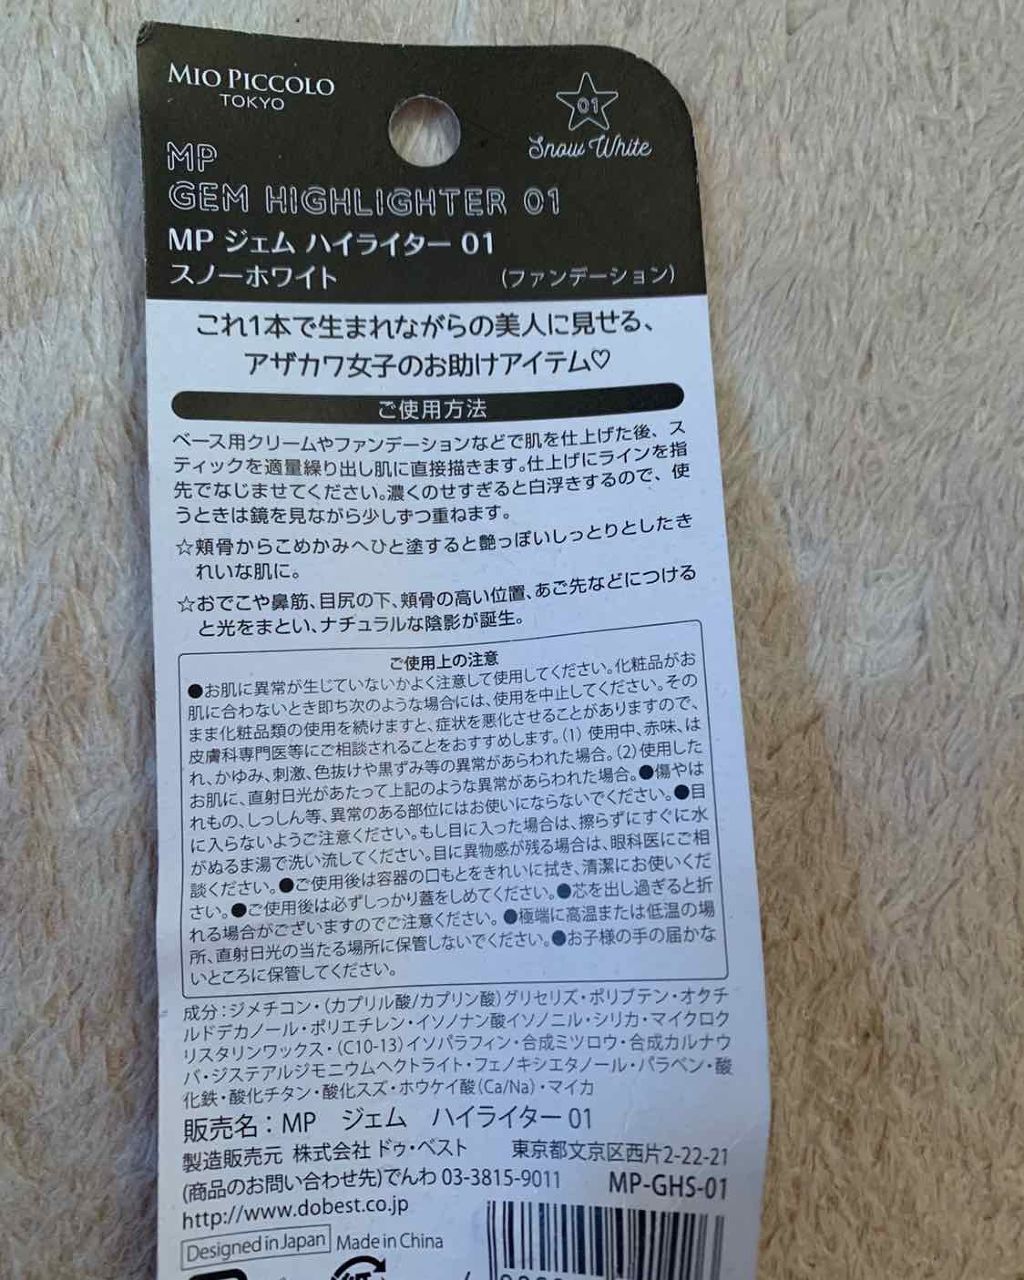 MIO PICCOLO
TOKYO
01
Snow White
MP
GEM HIGHLIGHTER 01
MP ジェム ハイライター 01
スノーホワイト (ファンデーション)
これ1本で生まれながらの美人に見せる、
アザカワ女子のお助けアイテム♡
ご使用方法
ベース用クリームやファンデーションなどで肌を仕上げた後、ス
ティックを適量繰り出し肌に直接描きます。仕上げにラインを指
先でなじませてください。濃くのせすぎると白浮きするので、使
うときは鏡を見ながら少しずつ重ねます。
☆頬骨からこめかみへひと塗すると艶っぽいしっとりとしたき
れいな肌に。
☆おでこや鼻筋、目尻の下、頬骨の高い位置、あご先などにつける
と光をまとい、ナチュラルな陰影が誕生。
ご使用上の注意
●お肌に異常が生じていないかよく注意して使用してください。化粧品がお
肌に合わないとき即ち次のような場合には、使用を中止してください。その
まま化粧品類の使用を続けますと、症状を悪化させることがありますので、
皮膚科専門医等にご相談されることをおすすめします。(1) 使用中、赤味、は
れ、かゆみ、刺激、色抜けや黒ずみ等の異常があらわれた場合。(2)使用した
お肌に、直射日光があたって上記のような異常があらわれた場合。●傷やは
れもの、しっしん等、異常のある部位にはお使いにならないでください。●目
に入らないようご注意ください。もし目に入った場合は、擦らずにすぐに水
かぬるま湯で洗い流してください。目に異物感が残る場合は、眼科医にご相
談ください。●ご使用後は容器の口もとをきれいに拭き、清潔にお使いくだ
さい。●ご使用後は必ずしっかり蓋をしめてください。●芯を出し過ぎると折
れる場合がございますのでご注意ください。●極端に高温または低温の場
所、直射日光の当たる場所に保管しないでください。●お子様の手の届かな
いところに保管してください。
成分：ジメチコン・(カプリル酸/カプリン酸)グリセリズ・ポリブテン・オクチ
ルドデカノール・ポリエチレン・イソノナン酸イソノニル・シリカ・マイクロク
リスタリンワックス・(C10-13)イソパラフィン・合成ミツロウ・合成カルナウ
バ・ジステアルジモニウムヘクトライト・フェノキシエタノール・パラベン・酸
化鉄・酸化チタン・酸化スズ・ホウケイ酸(Ca/Na)・マイカ
販売名：MP ジェム ハイライター 01
製造販売元 株式会社 ドゥ・ベスト 東京都文京区西片2-22-21
(商品のお問い合わせ先)でんわ 03-3815-9011 MP-GHS-01
http://www.dobest.co.jp
Designed in Japan Made in China